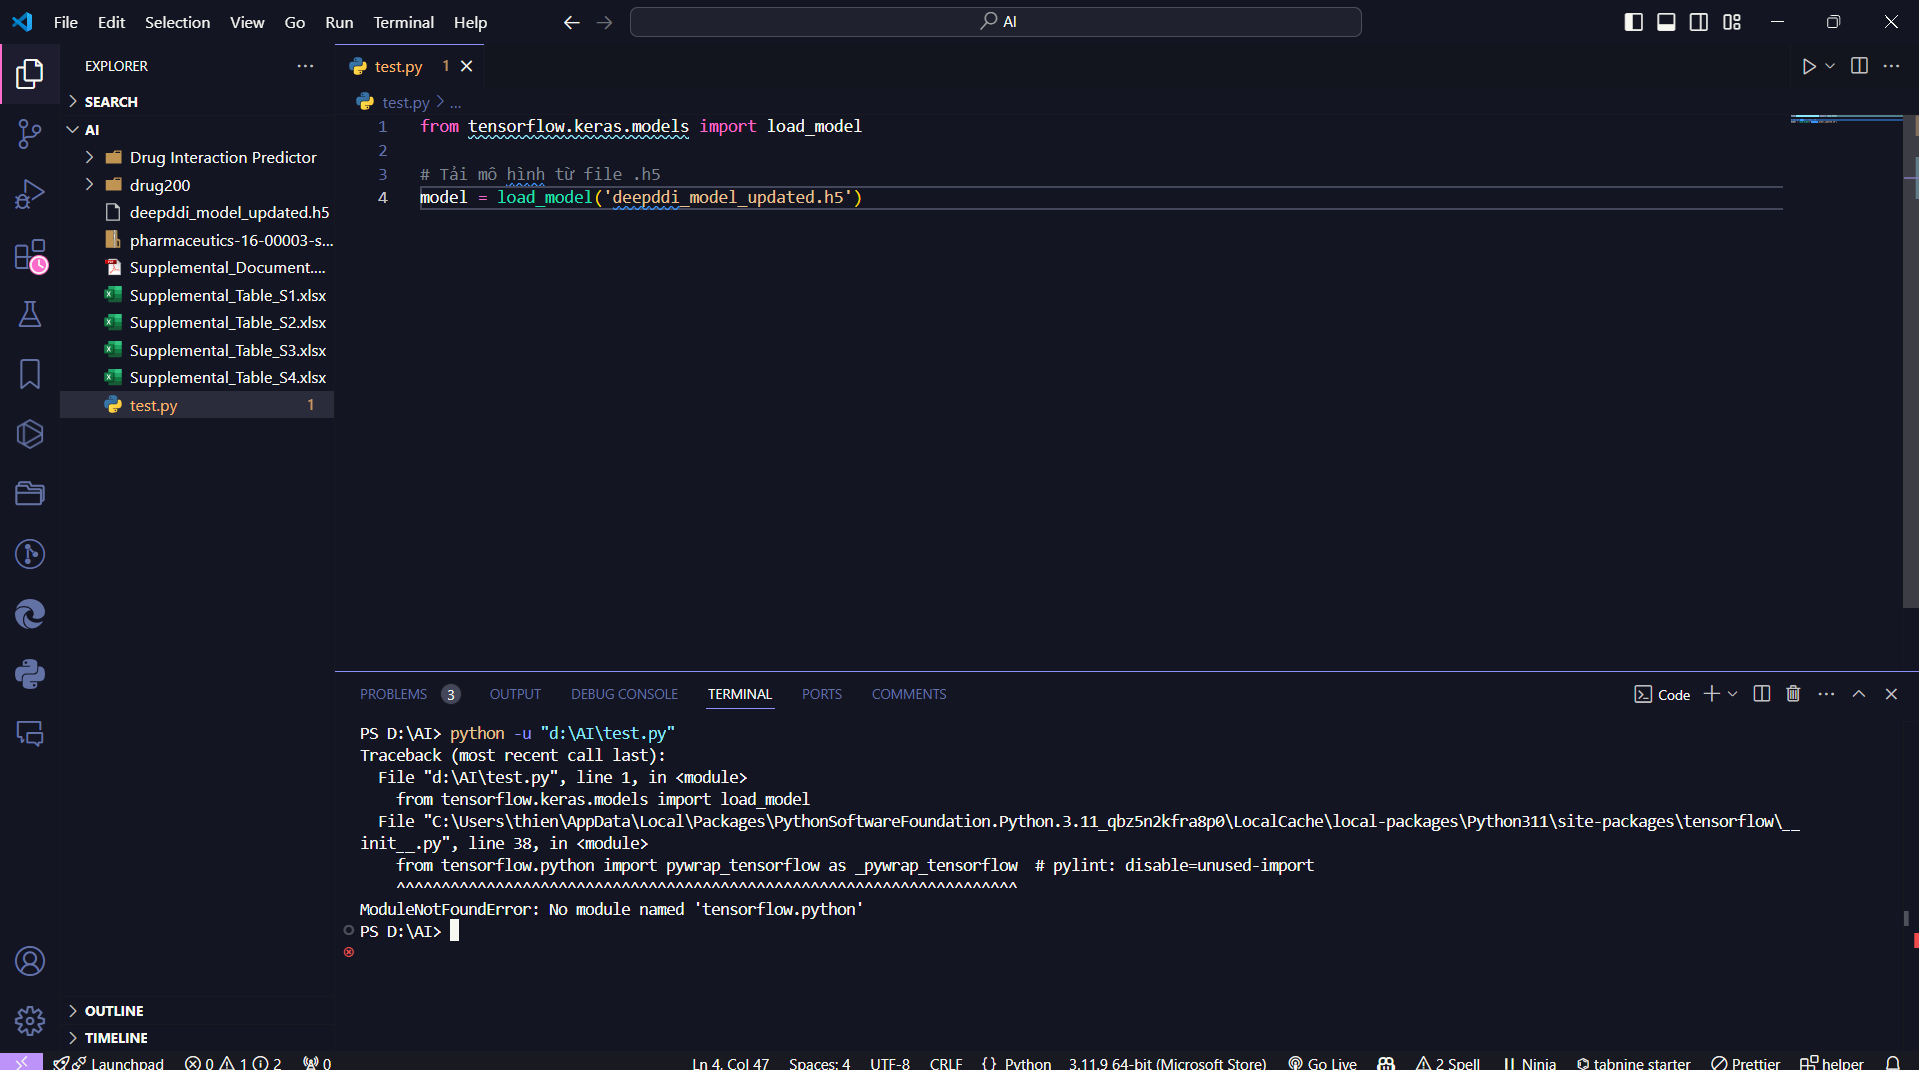 File Edit Selection View Go Run Terminal Help
AI
EXPLORER
SEARCH
AI
Drug Interaction Predictor
drug200
deepddi_model_updated.h5
pharmaceutics-16-00003-s...
Supplemental_Document....
Supplemental_Table_S1.xlsx
Supplemental_Table_S2.xlsx
Supplemental_Table_S3.xlsx
Supplemental_Table_S4.xlsx
test.py 1
OUTLINE
TIMELINE
test.py 1
test.py > ...
1 from tensorflow.keras.models import load_model
2
3 # Tải mô hình từ file .h5
4 model = load_model('deepddi_model_updated.h5')
PROBLEMS 3 OUTPUT DEBUG CONSOLE TERMINAL PORTS COMMENTS
Code
PS D:\AI> python -u "d:\AI\test.py"
Traceback (most recent call last):
File "d:\AI\test.py", line 1, in <module>
from tensorflow.keras.models import load_model
File "C:\Users\thien\AppData\Local\Packages\PythonSoftwareFoundation.Python.3.11_qbz5n2kfra8p0\LocalCache\local-packages\Python311\site-packages\tensorflow\__
init__.py", line 38, in <module>
from tensorflow.python import pywrap_tensorflow as _pywrap_tensorflow # pylint: disable=unused-import
^^^^^^^^^^^^^^^^^^^^^^^^^^^^^^^^^^^^^^^^^^^^^^^^^^^^^^^^^^^^^^^^^^^^^
ModuleNotFoundError: No module named 'tensorflow.python'
PS D:\AI>
Launchpad 0 1 2 0 Ln 4, Col 47 Spaces: 4 UTF-8 CRLF {} Python 3.11.9 64-bit (Microsoft Store) Go Live 2 Spell Ninja tabnine starter Prettier helper